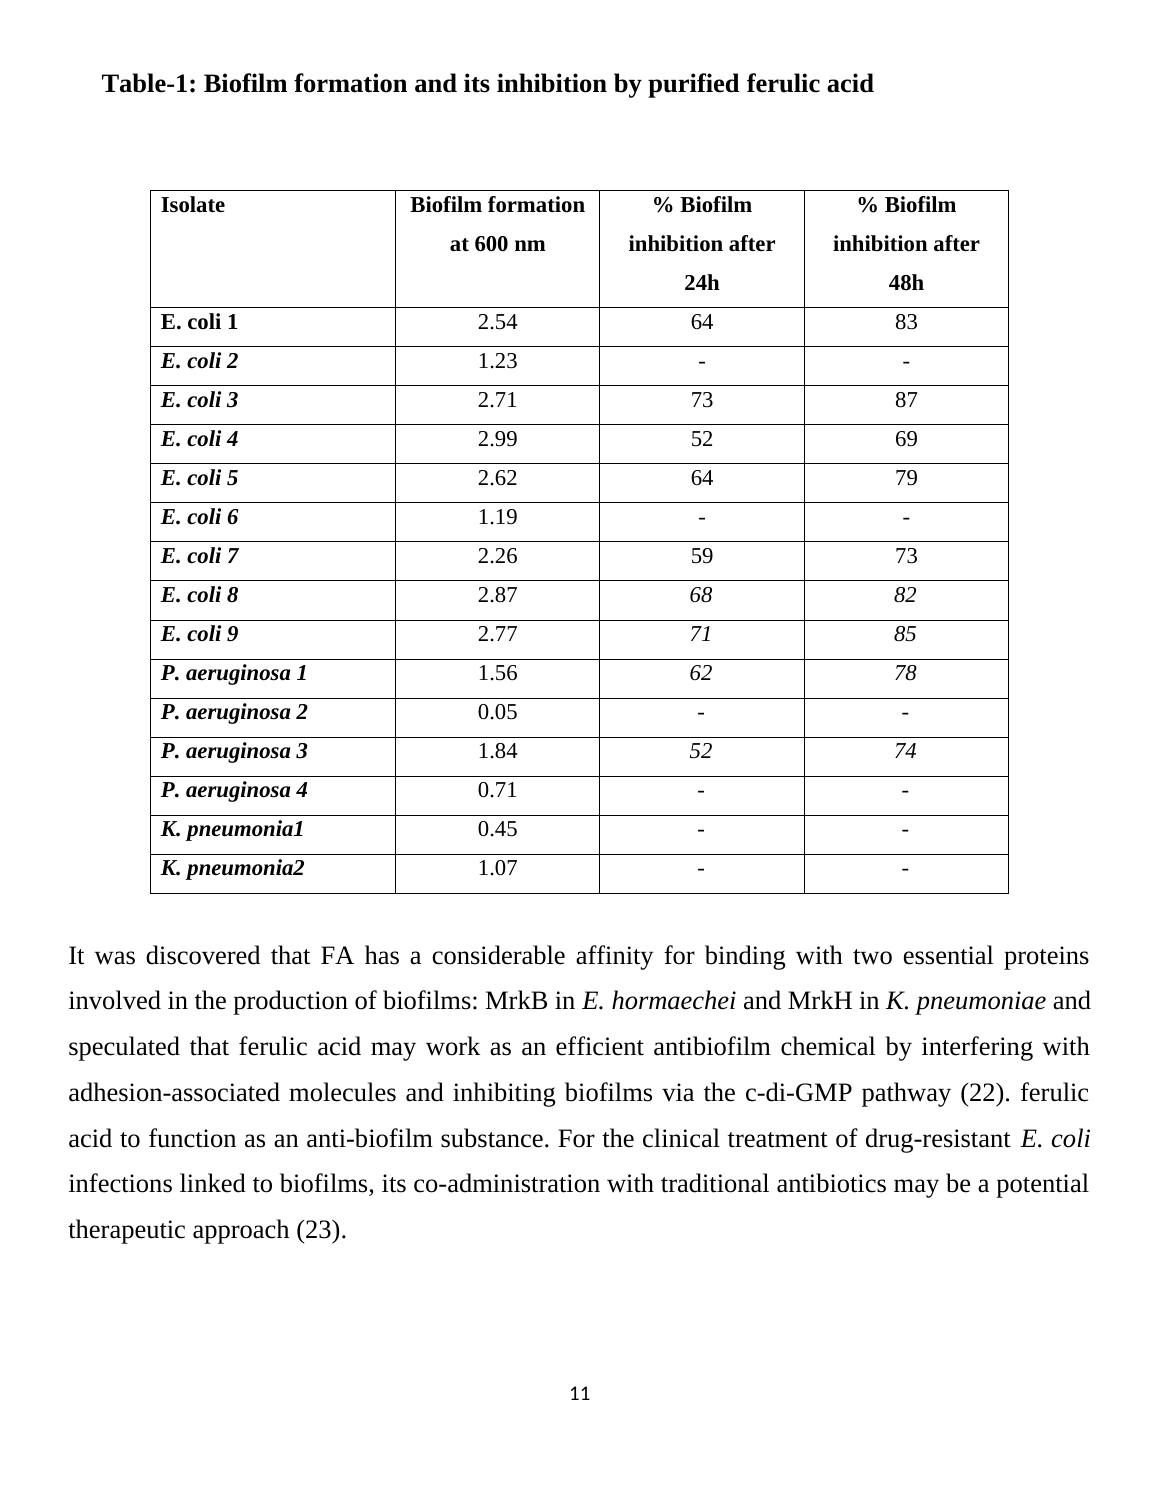 Table-1: Biofilm formation and its inhibition by purified ferulic acid
Isolate Biofilm formation at 600 nm % Biofilm inhibition after 24h % Biofilm inhibition after 48h
E. coli 1 2.54 64 83
E. coli 2 1.23 - -
E. coli 3 2.71 73 87
E. coli 4 2.99 52 69
E. coli 5 2.62 64 79
E. coli 6 1.19 - -
E. coli 7 2.26 59 73
E. coli 8 2.87 68 82
E. coli 9 2.77 71 85
P. aeruginosa 1 1.56 62 78
P. aeruginosa 2 0.05 - -
P. aeruginosa 3 1.84 52 74
P. aeruginosa 4 0.71 - -
K. pneumonia1 0.45 - -
K. pneumonia2 1.07 - -
It was discovered that FA has a considerable affinity for binding with two essential proteins
involved in the production of biofilms: MrkB in E. hormaechei and MrkH in K. pneumoniae and
speculated that ferulic acid may work as an efficient antibiofilm chemical by interfering with
adhesion-associated molecules and inhibiting biofilms via the c-di-GMP pathway (22). ferulic
acid to function as an anti-biofilm substance. For the clinical treatment of drug-resistant E. coli
infections linked to biofilms, its co-administration with traditional antibiotics may be a potential
therapeutic approach (23).
11